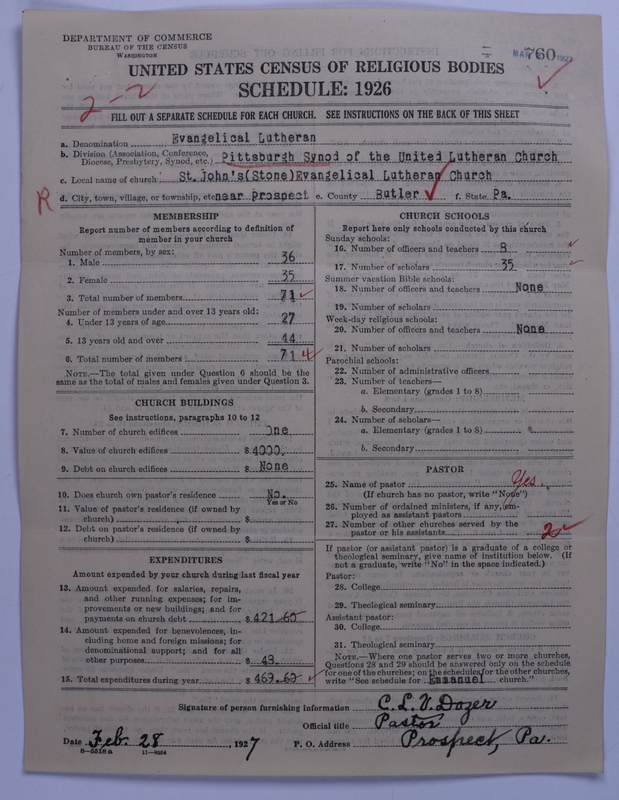 DEPARTMENT OF COMMERCE
BUREAU OF THE CENSUS
WASHINGTON
760
UNITED STATES CENSUS OF RELIGIOUS BODIES
SCHEDULE: 1926
2-2
FILL OUT A SEPARATE SCHEDULE FOR EACH CHURCH. SEE INSTRUCTIONS ON THE BACK OF THIS SHEET
a. Denomination Evangelical Lutheran
b. Division (Association, Conference, Diocese, Presbytery, Synod, etc.) Pittsburgh Synod of the United Lutheran Church
c. Local name of church St. John's(Stone)Evangelical Lutheran Church
R
d. City, town, village, or township, etc. near Prospect e. County Butler f. State Pa.
MEMBERSHIP
Report number of members according to definition of member in your church
Number of members, by sex:
1. Male 36
2. Female 35
3. Total number of members 71
Number of members under and over 13 years old:
4. Under 13 years of age 27
5. 13 years old and over 44
6. Total number of members 71 4
NOTE.—The total given under Question 6 should be the same as the total of males and females given under Question 3.
CHURCH BUILDINGS
See instructions, paragraphs 10 to 12
7. Number of church edifices One
8. Value of church edifices $4000.
9. Debt on church edifices $ None
10. Does church own pastor's residence No.
Yes or No
11. Value of pastor's residence (if owned by church) $
12. Debt on pastor's residence (if owned by church) $
EXPENDITURES
Amount expended by your church during last fiscal year
13. Amount expended for salaries, repairs, and other running expenses; for improvements or new buildings; and for payments on church debt $421.60
14. Amount expended for benevolences, including home and foreign missions; for denominational support; and for all other purposes $ 43.
15. Total expenditures during year $ 469.60
CHURCH SCHOOLS
Report here only schools conducted by this church
Sunday schools:
16. Number of officers and teachers 8
17. Number of scholars 35
Summer vacation Bible schools:
18. Number of officers and teachers None
19. Number of scholars
Week-day religious schools:
20. Number of officers and teachers None
21. Number of scholars
Parochial schools:
22. Number of administrative officers
23. Number of teachers—
a. Elementary (grades 1 to 8)
b. Secondary
24. Number of scholars—
a. Elementary (grades 1 to 8)
b. Secondary
PASTOR
25. Name of pastor Yes
(If church has no pastor, write "None")
26. Number of ordained ministers, if any, employed as assistant pastors
27. Number of other churches served by the pastor or his assistants 2
If pastor (or assistant pastor) is a graduate of a college or theological seminary, give name of institution below. (If not a graduate, write "No" in the space indicated.)
Pastor:
28. College
29. Theological seminary
Assistant pastor:
30. College
31. Theological seminary
NOTE.—Where one pastor serves two or more churches, Questions 28 and 29 should be answered only on the schedule for one of the churches; on the schedules for the other churches, write "See schedule for Emmanuel church."
Signature of person furnishing information C. L. V. Dozer
Official title Pastor
Date Feb. 28, 1927 P. O. Address Prospect, Pa.
6-5518a 11-9064